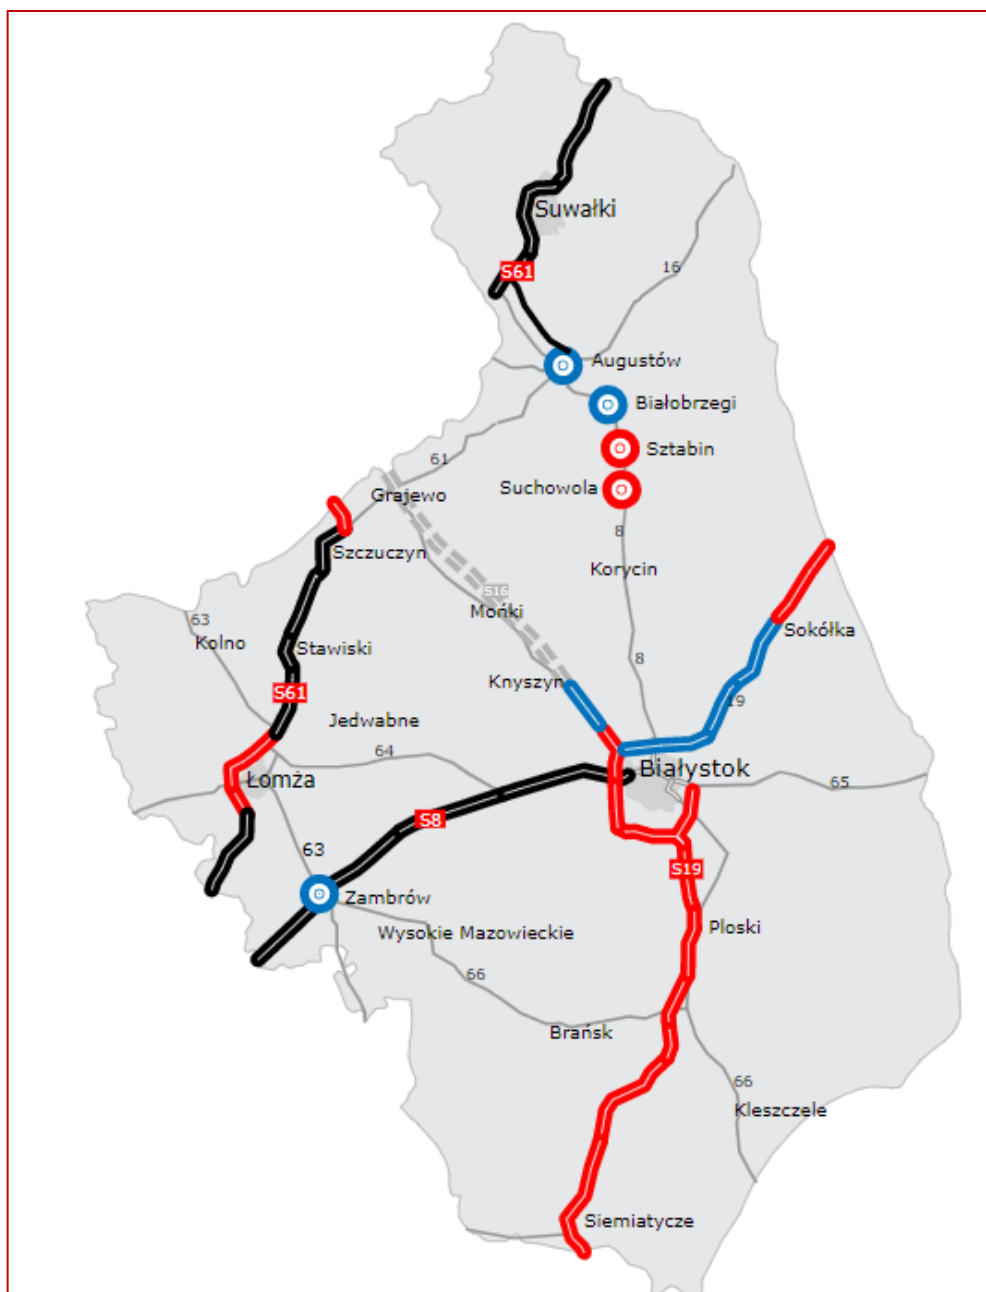 Suwałki
S61
16
Augustów
Białobrzegi
Sztabin
61
Suchowola
Grajewo
8
Szczuczyn
Korycin
S16
Mońki
63
Sokółka
Kolno
Stawiski
8
Knyszyn
S61
19
Jedwabne
64
Białystok
Łomża
65
S8
63
S19
Zambrów
Ploski
Wysokie Mazowieckie
66
Brańsk
66
Kleszczele
Siemiatycze